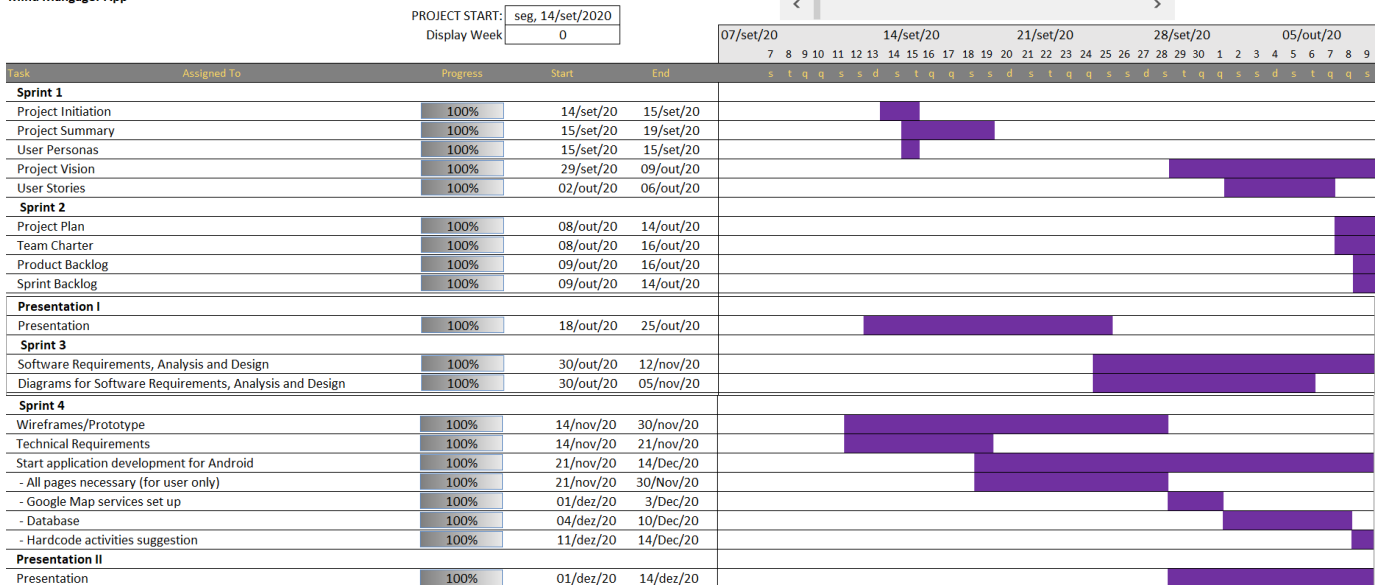 PROJECT START: seg, 14/set/2020
Display Week 0
07/set/20 14/set/20 21/set/20 28/set/20 05/out/20
7 8 9 10 11 12 13 14 15 16 17 18 19 20 21 22 23 24 25 26 27 28 29 30 1 2 3 4 5 6 7 8 9
Task Assigned To Progress Start End s t q q s s d s t q q s s d s t q q s s d s t q q s s d s t q q s
Sprint 1
Project Initiation 100% 14/set/20 15/set/20
Project Summary 100% 15/set/20 19/set/20
User Personas 100% 15/set/20 15/set/20
Project Vision 100% 29/set/20 09/out/20
User Stories 100% 02/out/20 06/out/20
Sprint 2
Project Plan 100% 08/out/20 14/out/20
Team Charter 100% 08/out/20 16/out/20
Product Backlog 100% 09/out/20 16/out/20
Sprint Backlog 100% 09/out/20 14/out/20
Presentation I
Presentation 100% 18/out/20 25/out/20
Sprint 3
Software Requirements, Analysis and Design 100% 30/out/20 12/nov/20
Diagrams for Software Requirements, Analysis and Design 100% 30/out/20 05/nov/20
Sprint 4
Wireframes/Prototype 100% 14/nov/20 30/nov/20
Technical Requirements 100% 14/nov/20 21/nov/20
Start application development for Android 100% 21/nov/20 14/Dec/20
- All pages necessary (for user only) 100% 21/nov/20 30/Nov/20
- Google Map services set up 100% 01/dez/20 3/Dec/20
- Database 100% 04/dez/20 10/Dec/20
- Hardcode activities suggestion 100% 11/dez/20 14/Dec/20
Presentation II
Presentation 100% 01/dez/20 14/dez/20